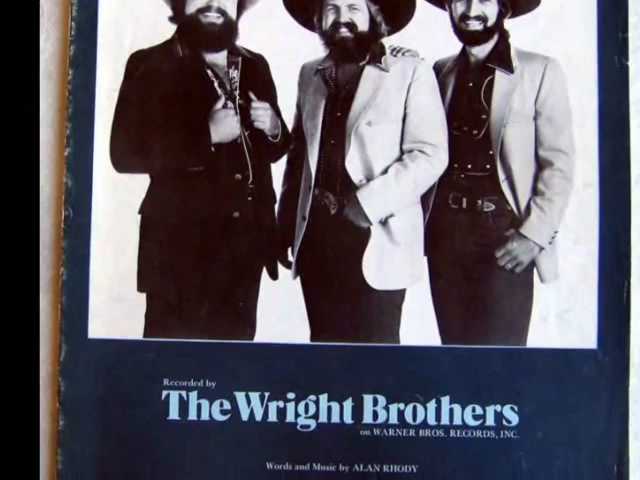 Recorded by
The Wright Brothers
on WARNER BROS. RECORDS, INC.
Words and Music by ALAN RHODY